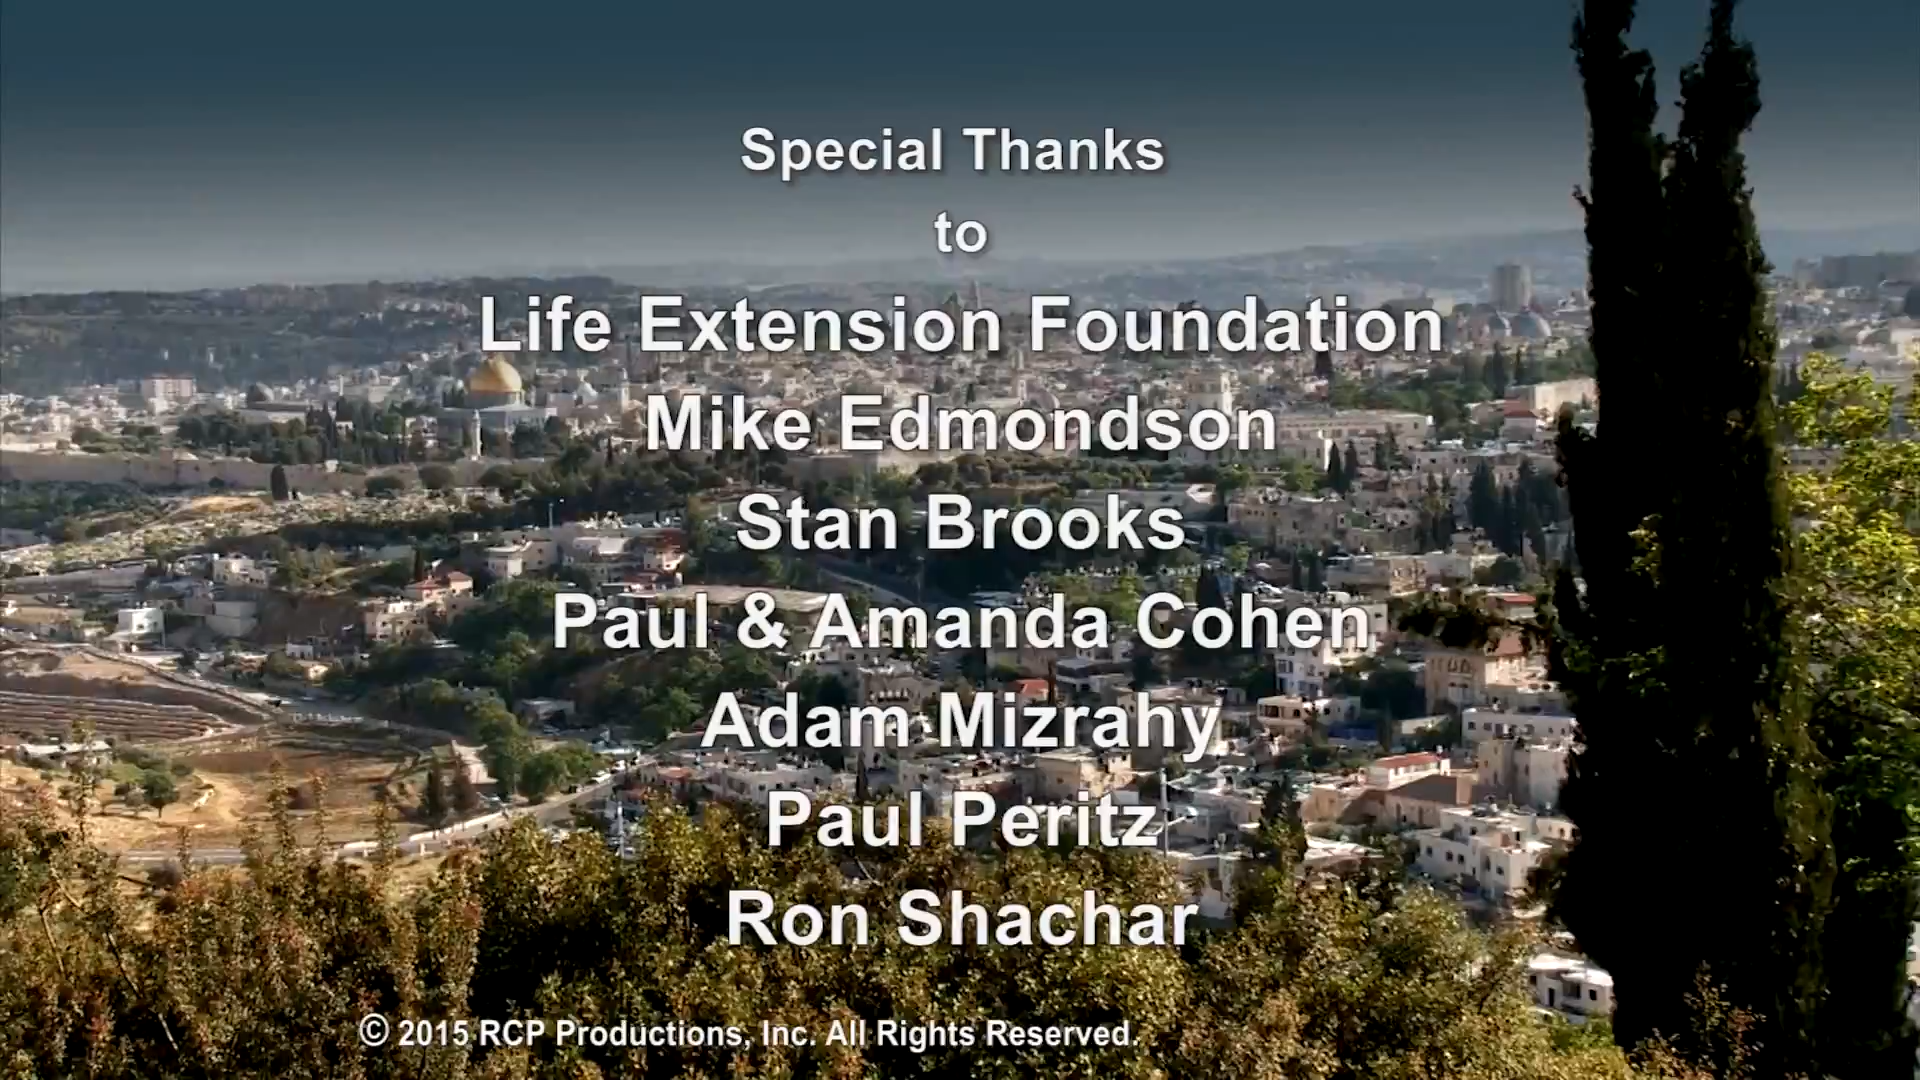 Special Thanks
to
Life Extension Foundation
Mike Edmondson
Stan Brooks
Paul & Amanda Cohen
Adam Mizrahy
Paul Peritz
Ron Shachar
© 2015 RCP Productions, Inc. All Rights Reserved.